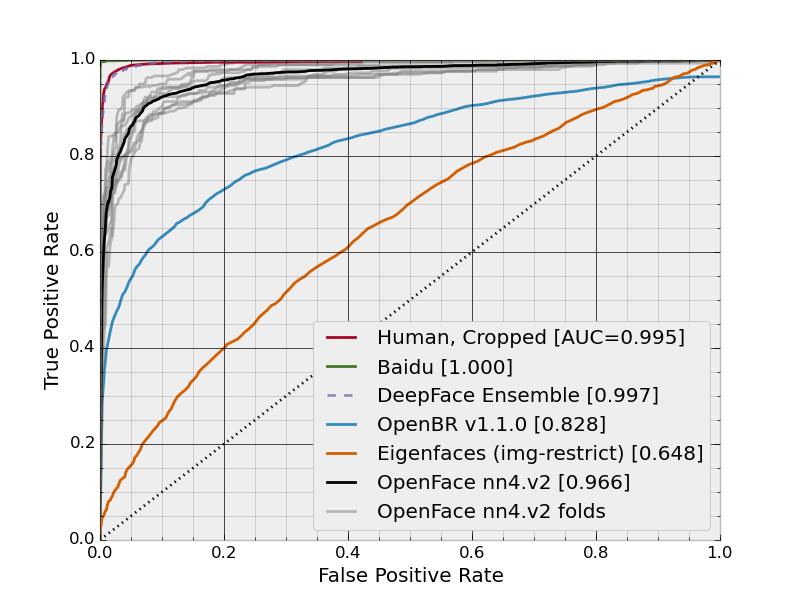 1.0
0.8
0.6
0.4
0.2
0.0
True Positive Rate
Human, Cropped [AUC=0.995]
Baidu [1.000]
DeepFace Ensemble [0.997]
OpenBR v1.1.0 [0.828]
Eigenfaces (img-restrict) [0.648]
OpenFace nn4.v2 [0.966]
OpenFace nn4.v2 folds
0.0 0.2 0.4 0.6 0.8 1.0
False Positive Rate